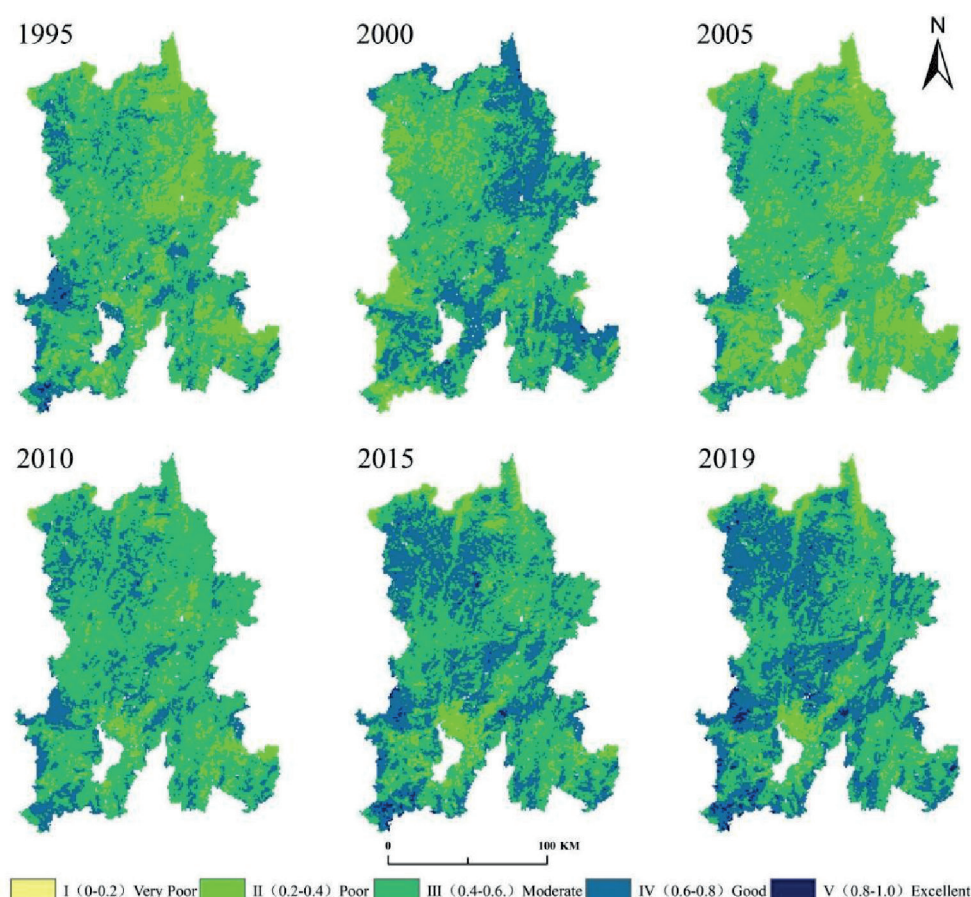 1995
2000
2005
N
2010
2015
2019
0 100 KM
I（0-0.2）Very Poor II（0.2-0.4）Poor III（0.4-0.6.）Moderate IV（0.6-0.8）Good V（0.8-1.0）Excellent